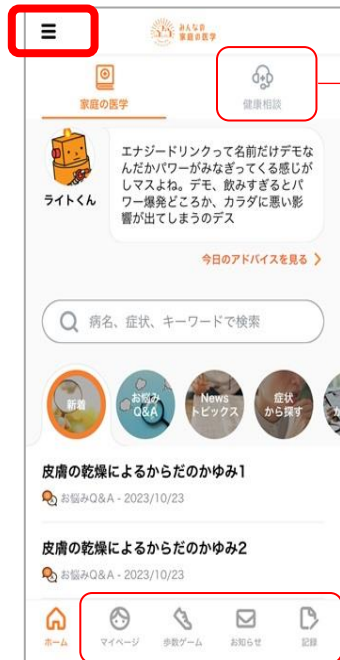 みんなの
家庭の医学
家庭の医学
健康相談
エナジードリンクって名前だけデモな
んだかパワーがみなぎってくる感じが
しマスよね。デモ、飲みすぎるとパ
ワー爆発どころか、カラダに悪い影
響が出てしまうのデス
ライトくん
今日のアドバイスを見る 》
病名、症状、キーワードで検索
新着
お悩み
Q&A
News
トピックス
症状
から探す
か
皮膚の乾燥によるからだのかゆみ1
お悩みQ&A - 2023/10/23
皮膚の乾燥によるからだのかゆみ2
お悩みQ&A - 2023/10/23
ホーム
マイページ
歩数ゲーム
お知らせ
記録